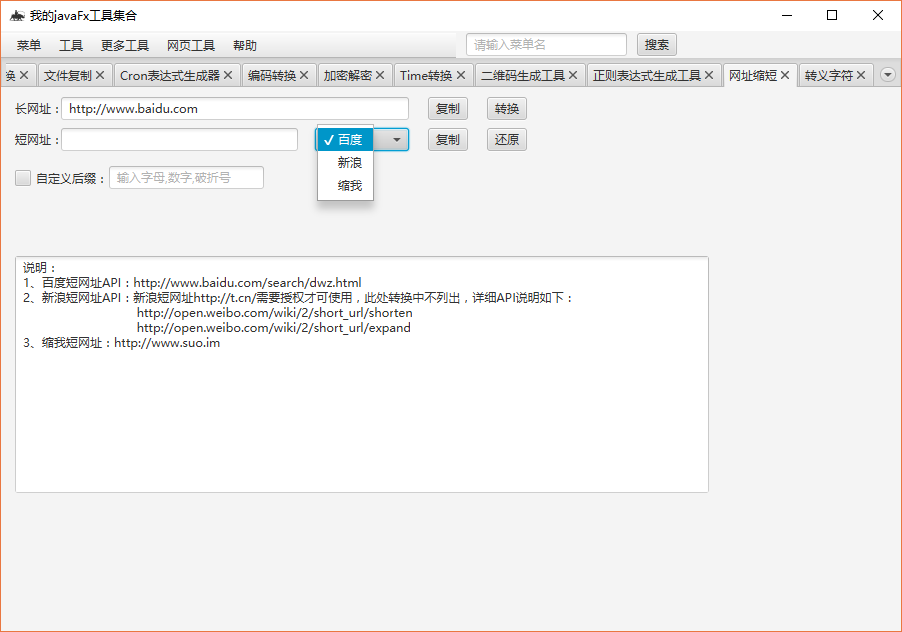 我的javaFx工具集合
菜单 工具 更多工具 网页工具 帮助 请输入菜单名 搜索
换 文件复制 Cron表达式生成器 编码转换 加密解密 Time转换 二维码生成工具 正则表达式生成工具 网址缩短 转义字符
长网址： http://www.baidu.com 复制 转换
短网址： 百度 复制 还原
新浪
自定义后缀： 输入字母,数字,破折号
缩我
说明：
1、百度短网址API：http://www.baidu.com/search/dwz.html
2、新浪短网址API：新浪短网址http://t.cn/需要授权才可使用，此处转换中不列出，详细API说明如下：
http://open.weibo.com/wiki/2/short_url/shorten
http://open.weibo.com/wiki/2/short_url/expand
3、缩我短网址：http://www.suo.im